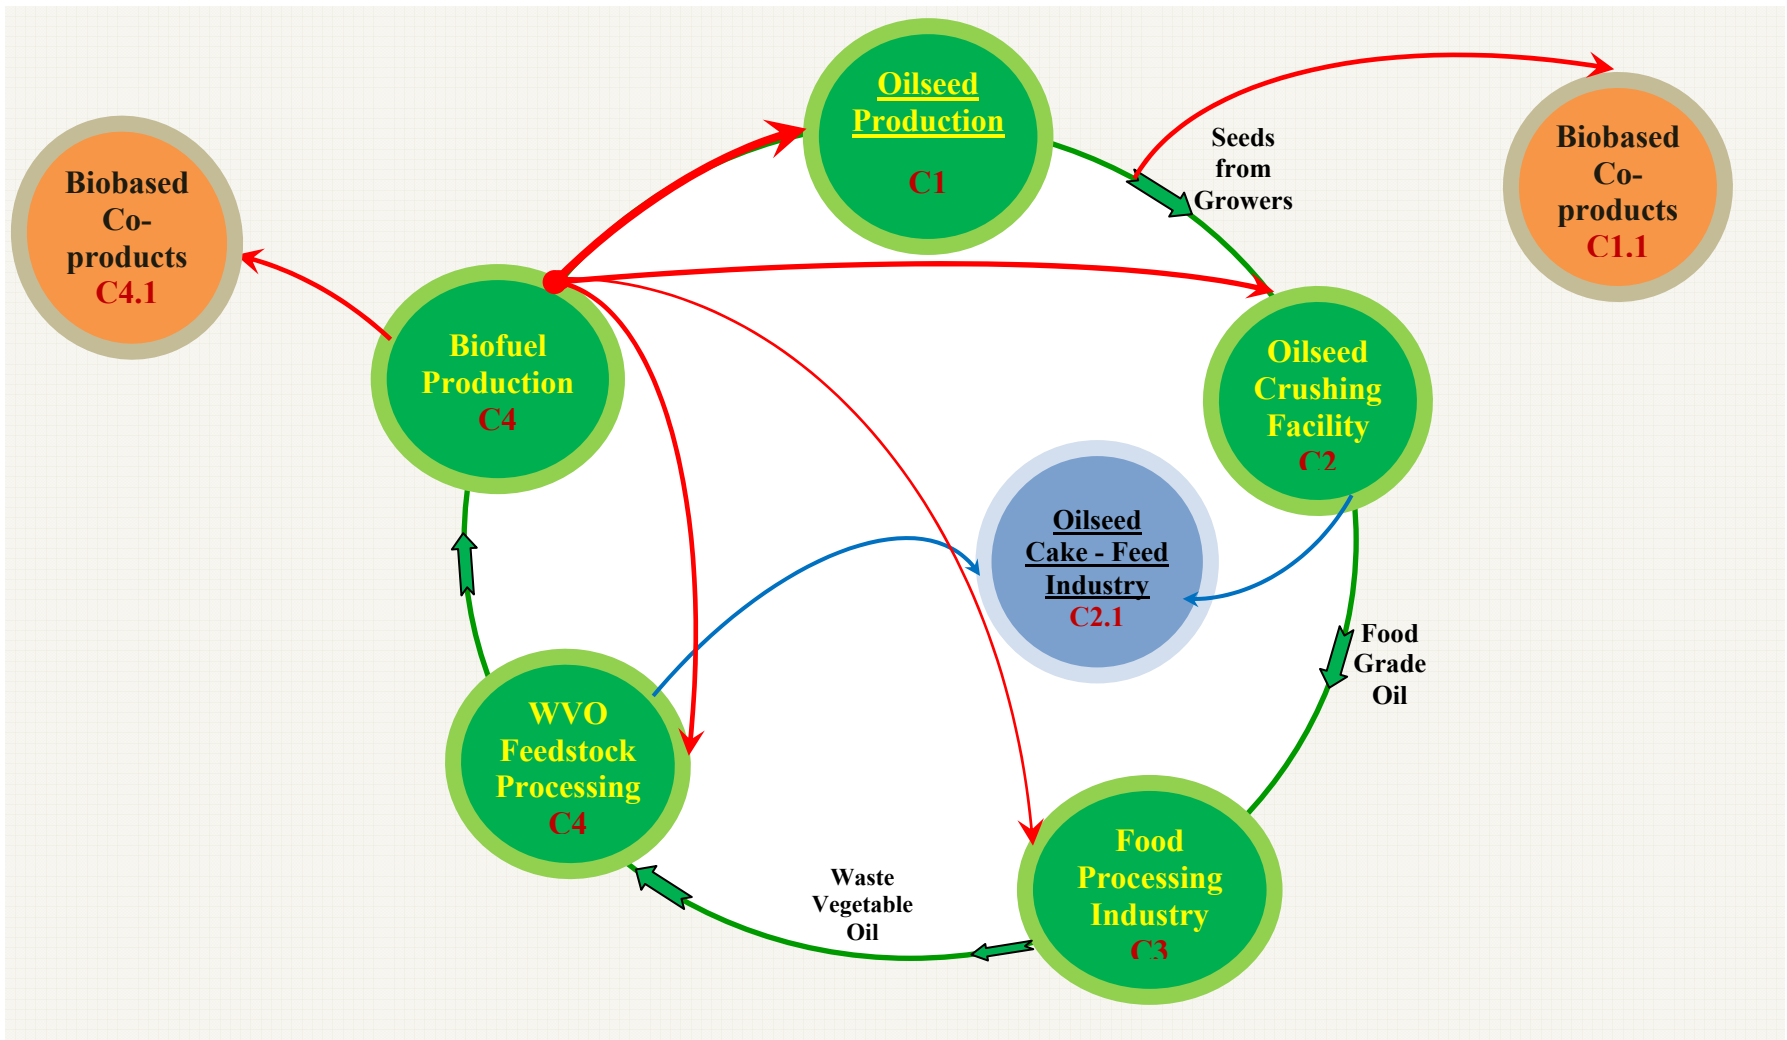 Oilseed
Production
C1
Seeds
from
Growers
Biobased
Co-
products
C1.1
Biobased
Co-
products
C4.1
Biofuel
Production
C4
Oilseed
Crushing
Facility
C2
Oilseed
Cake - Feed
Industry
C2.1
Food
Grade
Oil
WVO
Feedstock
Processing
C4
Food
Processing
Industry
C3
Waste
Vegetable
Oil